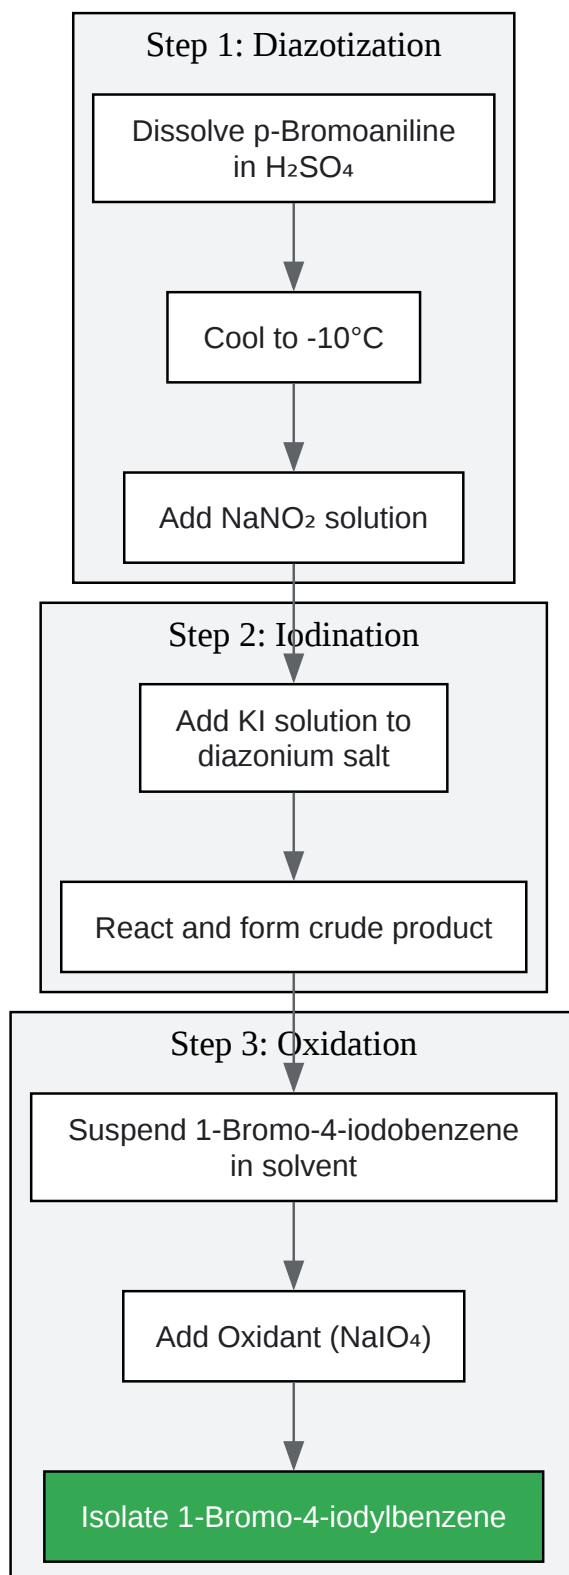 Step 1: Diazotization
Dissolve p-Bromoaniline
in H₂SO₄
Cool to -10°C
Add NaNO₂ solution
Step 2: Iodination
Add KI solution to
diazonium salt
React and form crude product
Step 3: Oxidation
Suspend 1-Bromo-4-iodobenzene
in solvent
Add Oxidant (NaIO₄)
Isolate 1-Bromo-4-iodylbenzene